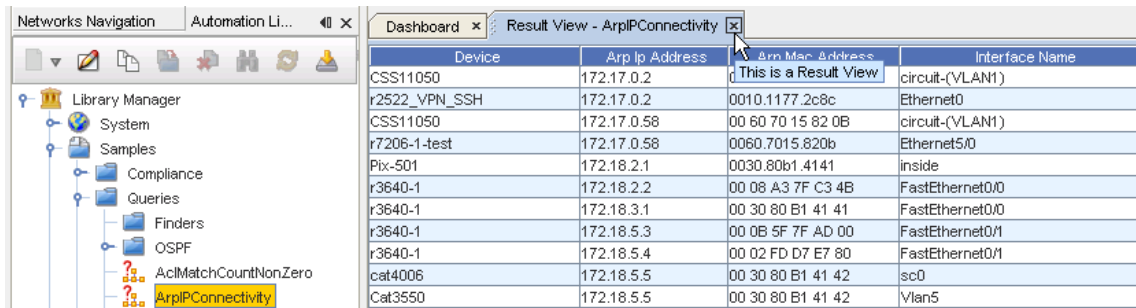 Networks Navigation Automation Li...
Dashboard Result View - ArpIPConnectivity
Library Manager
System
Samples
Compliance
Queries
Finders
OSPF
AclMatchCountNonZero
ArpIPConnectivity
Device Arp Ip Address Arp Mac Address Interface Name
This is a Result View
CSS11050 172.17.0.2 circuit-(VLAN1)
r2522_VPN_SSH 172.17.0.2 0010.1177.2c8c Ethernet0
CSS11050 172.17.0.58 00 60 70 15 82 0B circuit-(VLAN1)
r7206-1-test 172.17.0.58 0060.7015.820b Ethernet5/0
Pix-501 172.18.2.1 0030.80b1.4141 inside
r3640-1 172.18.2.2 00 08 A3 7F C3 4B FastEthernet0/0
r3640-1 172.18.3.1 00 30 80 B1 41 41 FastEthernet0/0
r3640-1 172.18.5.3 00 0B 5F 7F AD 00 FastEthernet0/1
r3640-1 172.18.5.4 00 02 FD D7 E7 80 FastEthernet0/1
cat4006 172.18.5.5 00 30 80 B1 41 42 sc0
Cat3550 172.18.5.5 00 30 80 B1 41 42 Vlan5